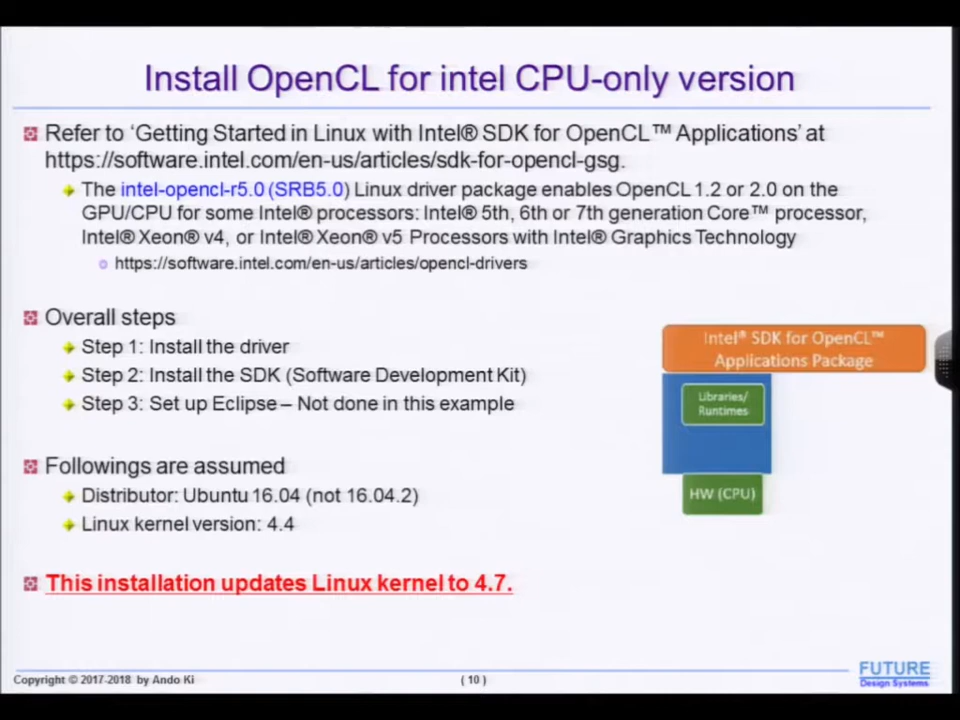 Install OpenCL for intel CPU-only version
Refer to 'Getting Started in Linux with Intel® SDK for OpenCL™ Applications' at
https://software.intel.com/en-us/articles/sdk-for-opencl-gsg.
The intel-opencl-r5.0 (SRB5.0) Linux driver package enables OpenCL 1.2 or 2.0 on the
GPU/CPU for some Intel® processors: Intel® 5th, 6th or 7th generation Core™ processor,
Intel® Xeon® v4, or Intel® Xeon® v5 Processors with Intel® Graphics Technology
https://software.intel.com/en-us/articles/opencl-drivers
Overall steps
Step 1: Install the driver
Step 2: Install the SDK (Software Development Kit)
Step 3: Set up Eclipse – Not done in this example
Intel® SDK for OpenCL™
Applications Package
Libraries/
Runtimes
HW (CPU)
Followings are assumed
Distributor: Ubuntu 16.04 (not 16.04.2)
Linux kernel version: 4.4
This installation updates Linux kernel to 4.7.
Copyright © 2017-2018 by Ando Ki
( 10 )
FUTURE
Design Systems